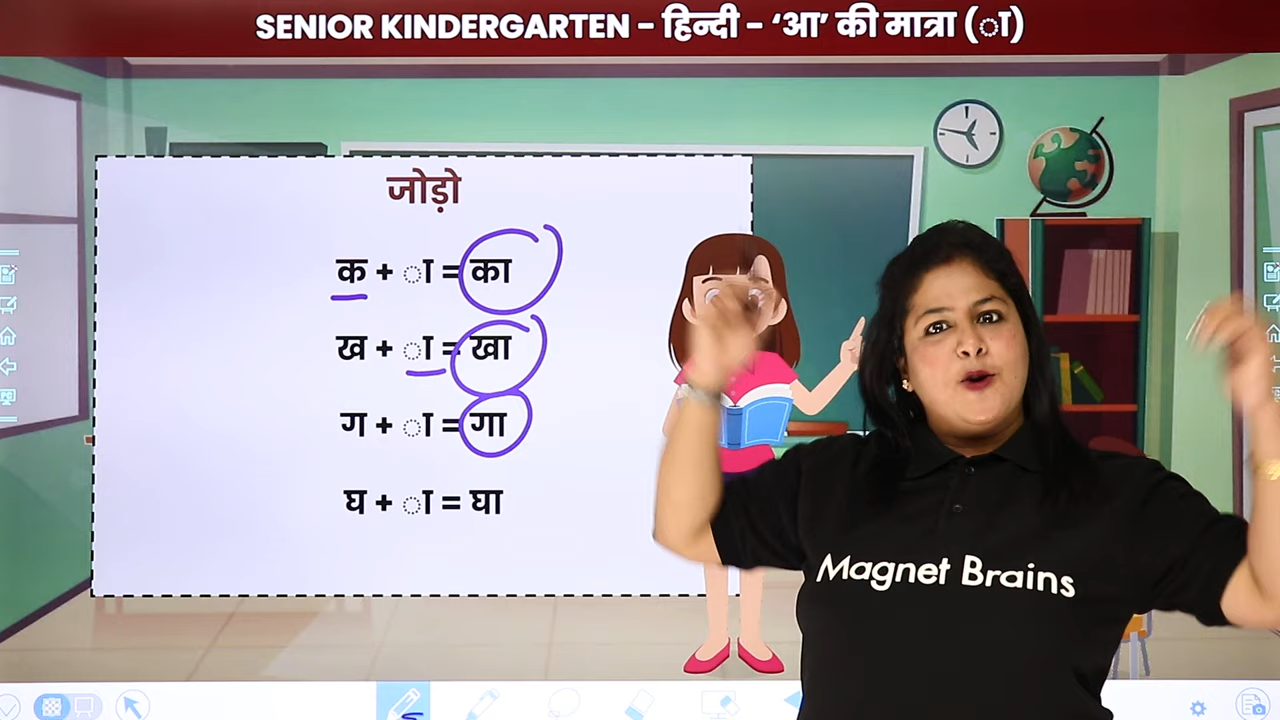 SENIOR KINDERGARTEN - हिन्दी - ‘आ’ की मात्रा (ा)
जोड़ो
क + ा = का
ख + ा = खा
ग + ा = गा
घ + ा = घा
Magnet Brains